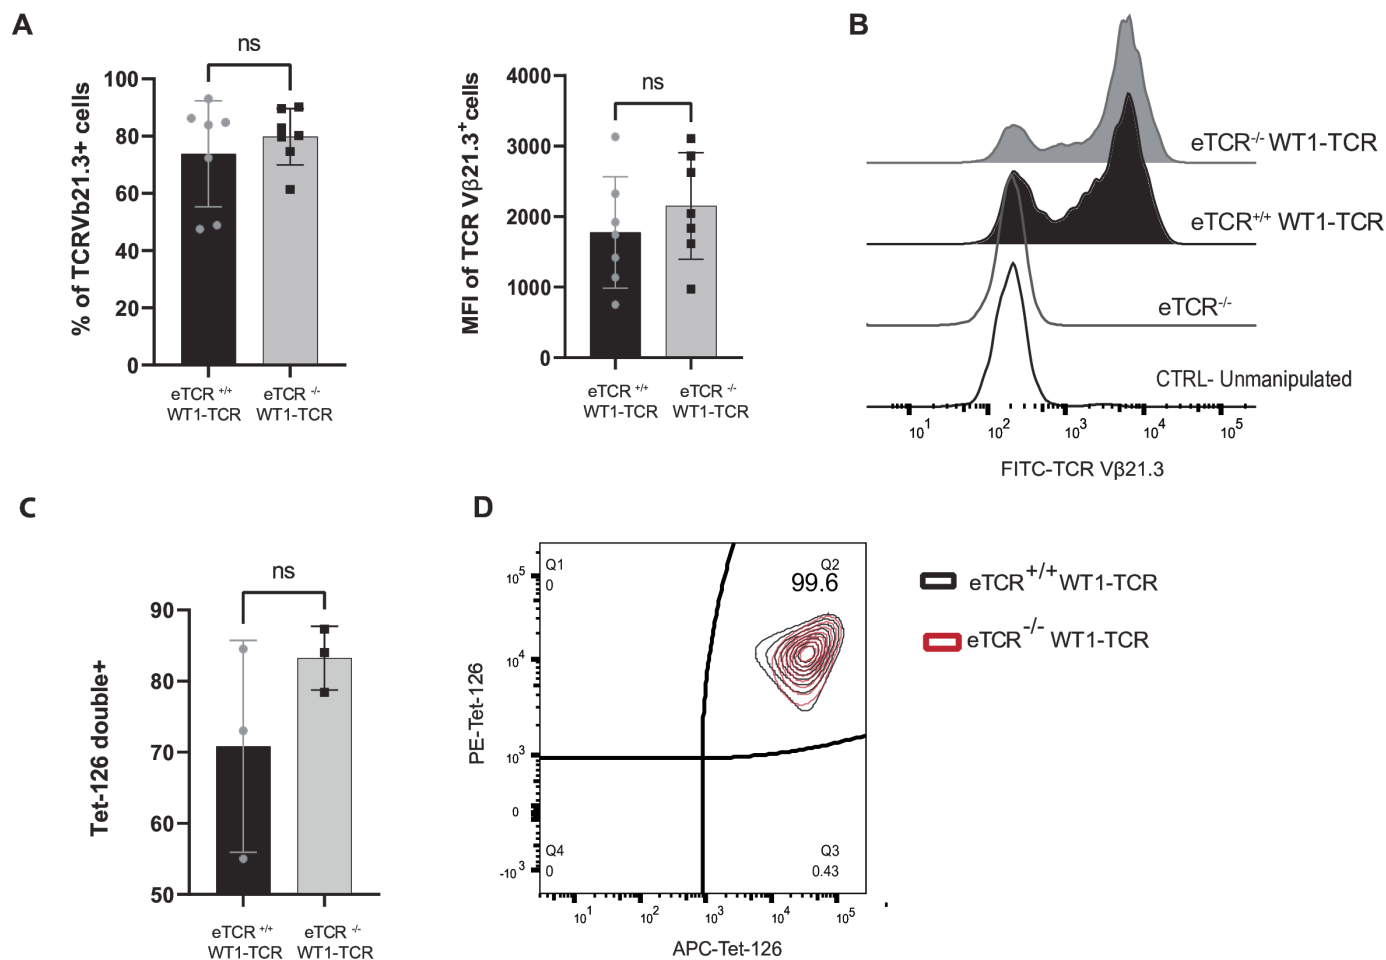 A
ns
% of TCRVb21.3+ cells
100
80
60
40
20
0
eTCR +/+
WT1-TCR
eTCR -/-
WT1-TCR
ns
MFI of TCR Vβ21.3+cells
4000
3000
2000
1000
0
eTCR +/+
WT1-TCR
eTCR -/-
WT1-TCR
B
eTCR-/- WT1-TCR
eTCR+/+ WT1-TCR
eTCR-/-
CTRL- Unmanipulated
10^1 10^2 10^3 10^4 10^5
FITC-TCR Vβ21.3
C
ns
Tet-126 double+
90
80
70
60
50
eTCR +/+
WT1-TCR
eTCR -/-
WT1-TCR
D
Q1
0
Q2
99.6
Q4
0
Q3
0.43
PE-Tet-126
10^5
10^4
10^3
0
-10^3
10^1 10^2 10^3 10^4 10^5
APC-Tet-126
eTCR+/+WT1-TCR
eTCR-/- WT1-TCR